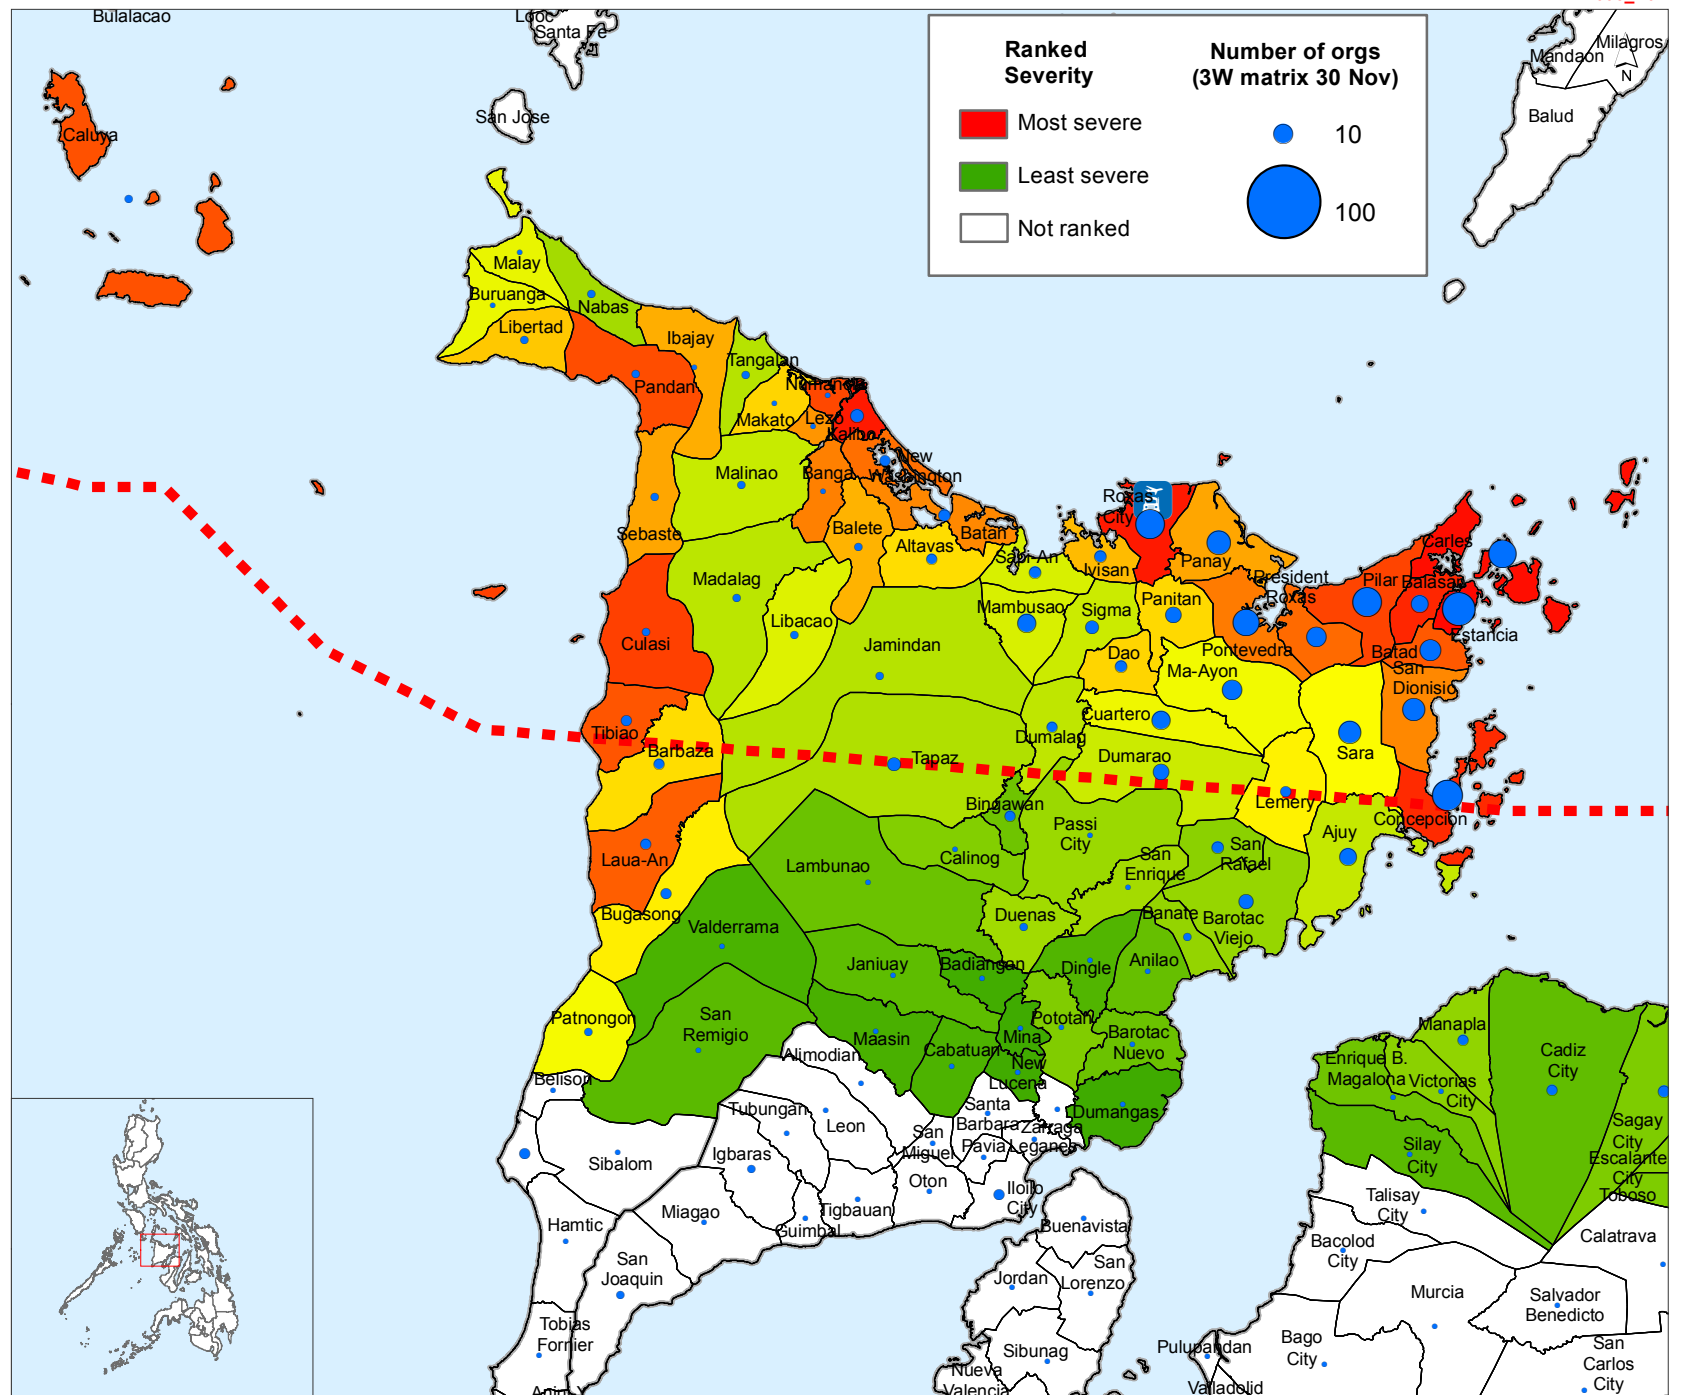 Bulalacao
Looc
Santa Fe
Milagros
Mandaon
N
Balud
San Jose
Caluya
Ranked
Severity
Most severe
Least severe
Not ranked
Number of orgs
(3W matrix 30 Nov)
10
100
Malay
Buruanga
Nabas
Libertad
Ibajay
Tangalan
Pandan
Numancia
Makato
Lezo
Kalibo
New
Washington
Malinao
Banga
Roxas
City
Sebaste
Balete
Altavas
Batan
Sapi-An
Ivisan
Panay
Carles
President
Roxas
Pilar
Balasan
Madalag
Mambusao
Sigma
Panitan
Estancia
Libacao
Culasi
Jamindan
Dao
Pontevedra
Batad
Ma-Ayon
San
Dionisio
Cuartero
Tibiao
Barbaza
Dumalag
Tapaz
Dumarao
Sara
Bingawan
Lemery
Concepcion
Passi
City
Ajuy
Laua-An
Lambunao
Calinog
San
Enrique
San
Rafael
Bugasong
Valderrama
Duenas
Banate
Barotac
Viejo
Janiuay
Badiangan
Dingle
Anilao
Patnongon
San
Remigio
Maasin
Mina
Pototan
Barotac
Nuevo
Cabatuan
New
Lucena
Alimodian
Belison
Dumangas
Tubungan
Leon
Santa
Barbara
Zarraga
San
Miguel
Pavia
Leganes
Sibalom
Igbaras
Oton
Iloilo
City
Miagao
Tigbauan
Guimbal
Hamtic
San
Joaquin
Tobias
Fornier
Anini-Y
Buenavista
Jordan
San
Lorenzo
Sibunag
Nueva
Valencia
Manapla
Cadiz
City
Enrique B.
Magalona
Victorias
City
Sagay
City
Silay
City
Escalante
City
Toboso
Talisay
City
Bacolod
City
Calatrava
Murcia
Salvador
Benedicto
Bago
City
Pulupandan
San
Carlos
City
Valladolid